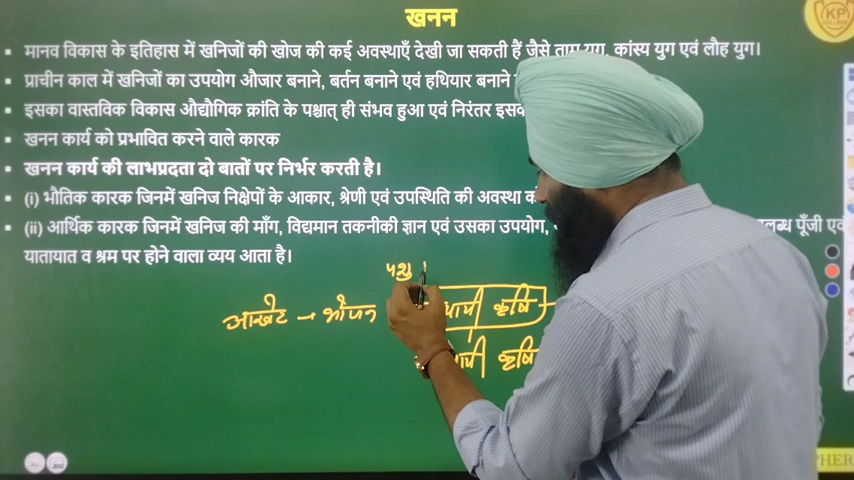 खनन
मानव विकास के इतिहास में खनिजों की खोज की कई अवस्थाएँ देखी जा सकती हैं जैसे ताम्र युग, कांस्य युग एवं लौह युग।
प्राचीन काल में खनिजों का उपयोग औजार बनाने, बर्तन बनाने एवं हथियार बनाने
इसका वास्तविक विकास औद्योगिक क्रांति के पश्चात् ही संभव हुआ एवं निरंतर
खनन कार्य को प्रभावित करने वाले कारक
खनन कार्य की लाभप्रदता दो बातों पर निर्भर करती है।
(i) भौतिक कारक जिनमें खनिज निक्षेपों के आकार, श्रेणी एवं उपस्थिति की अवस्था
(ii) आर्थिक कारक जिनमें खनिज की माँग, विद्यमान तकनीकी ज्ञान एवं उसका उपयोग, पूँजी एवं
यातायात व श्रम पर होने वाला व्यय आता है।
पशु
आखेट → भोजन कृषि
कृषि
KP